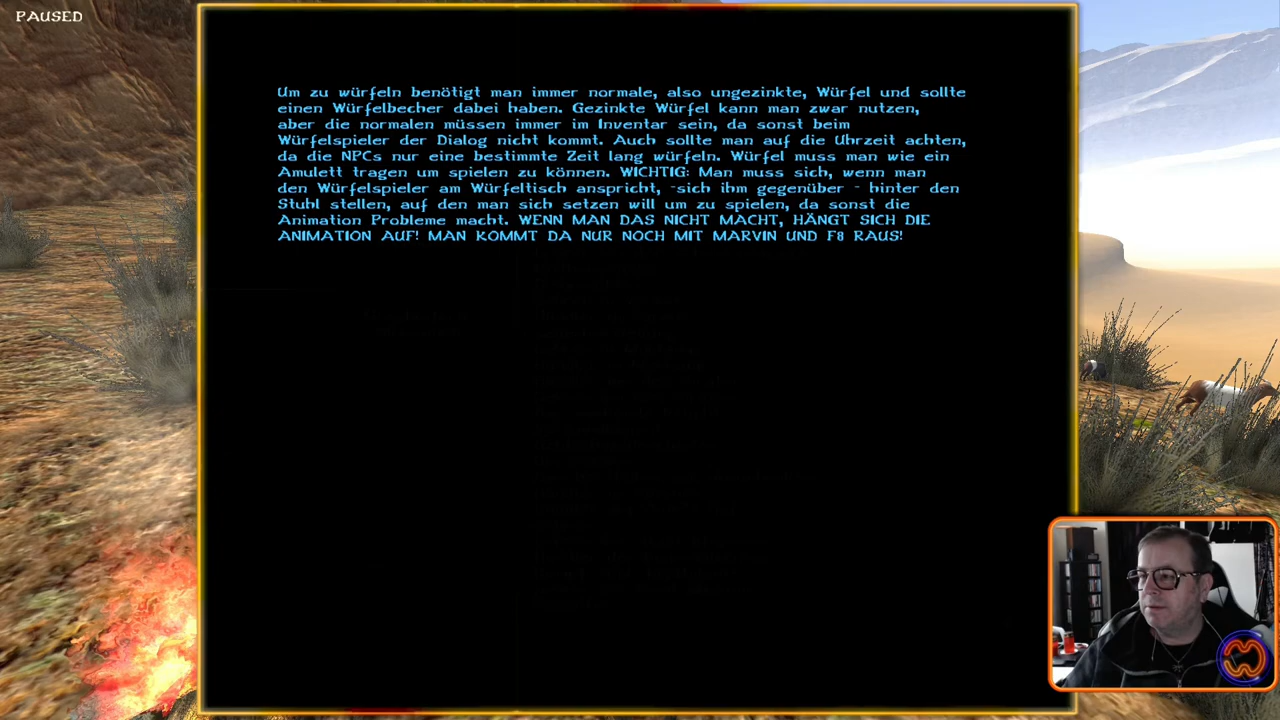 PAUSED
Um zu würfeln benötigt man immer normale, also ungezinkte, Würfel und sollte
einen Würfelbecher dabei haben. Gezinkte Würfel kann man zwar nutzen,
aber die normalen müssen immer im Inventar sein, da sonst beim
Würfelspieler der Dialog nicht kommt. Auch sollte man auf die Uhrzeit achten,
da die NPCs nur eine bestimmte Zeit lang würfeln. Würfel muss man wie ein
Amulett tragen um spielen zu können. WICHTIG: Man muss sich, wenn man
den Würfelspieler am Würfeltisch anspricht, -sich ihm gegenüber - hinter den
Stuhl stellen, auf den man sich setzen will um zu spielen, da sonst die
Animation Probleme macht. WENN MAN DAS NICHT MACHT, HÄNGT SICH DIE
ANIMATION AUF! MAN KOMMT DA NUR NOCH MIT MARVIN UND F8 RAUS!